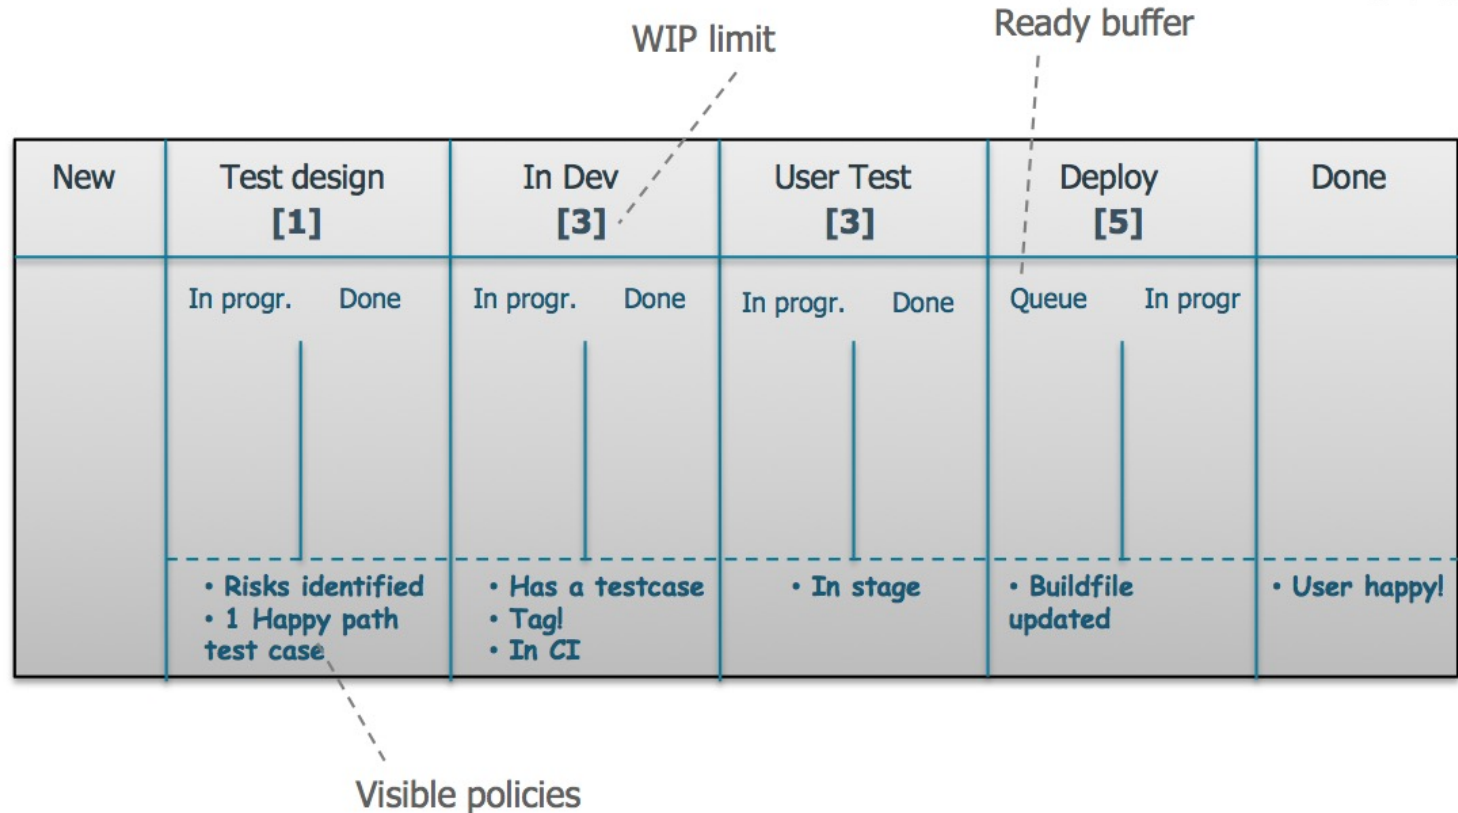 WIP limit
Ready buffer
New
Test design
[1]
In Dev
[3]
User Test
[3]
Deploy
[5]
Done
In progr.
Done
In progr.
Done
In progr.
Done
Queue
In progr
• Risks identified
• 1 Happy path
test case
• Has a testcase
• Tag!
• In CI
• In stage
• Buildfile
updated
• User happy!
Visible policies